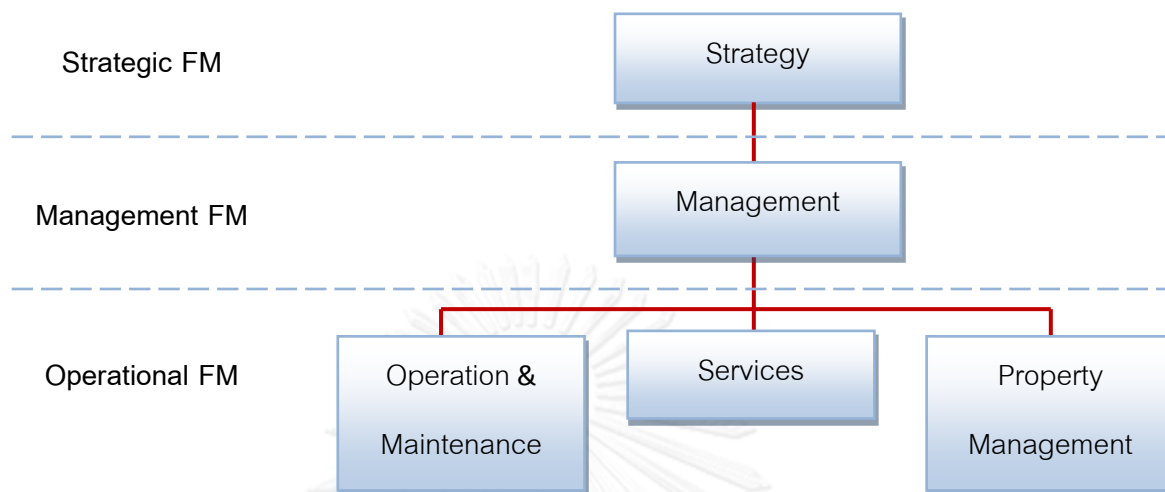 Strategic FM
Strategy
Management FM
Management
Operational FM
Operation &
Maintenance
Services
Property
Management